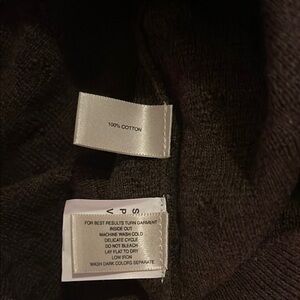 100% COTTON
S P V
FOR BEST RESULTS TURN GARMENT
INSIDE OUT
MACHINE WASH COLD
DELICATE CYCLE
DO NOT BLEACH
LAY FLAT TO DRY
LOW IRON
WASH DARK COLORS SEPARATE